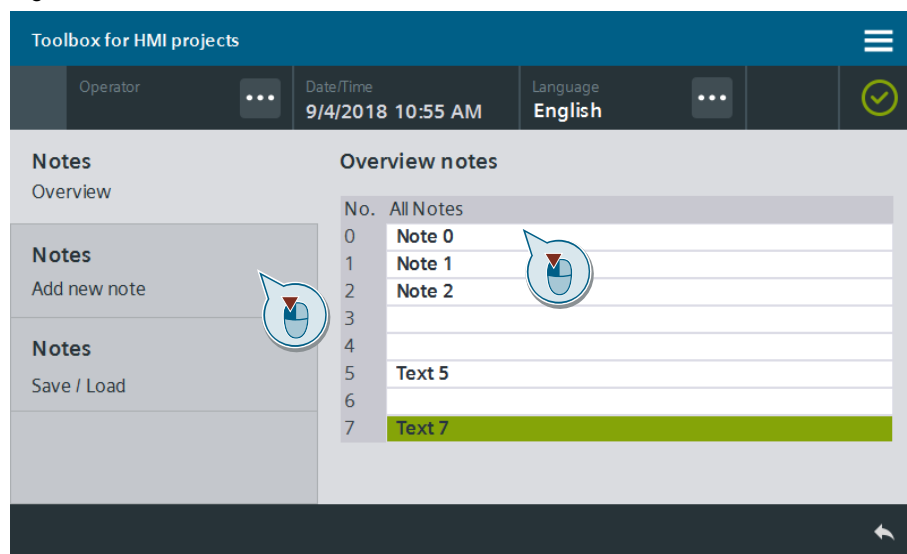 Toolbox for HMI projects
Operator
Date/Time
9/4/2018 10:55 AM
Language
English
Notes
Overview
Notes
Add new note
Notes
Save / Load
Overview notes
No. All Notes
0 Note 0
1 Note 1
2 Note 2
3
4
5 Text 5
6
7 Text 7